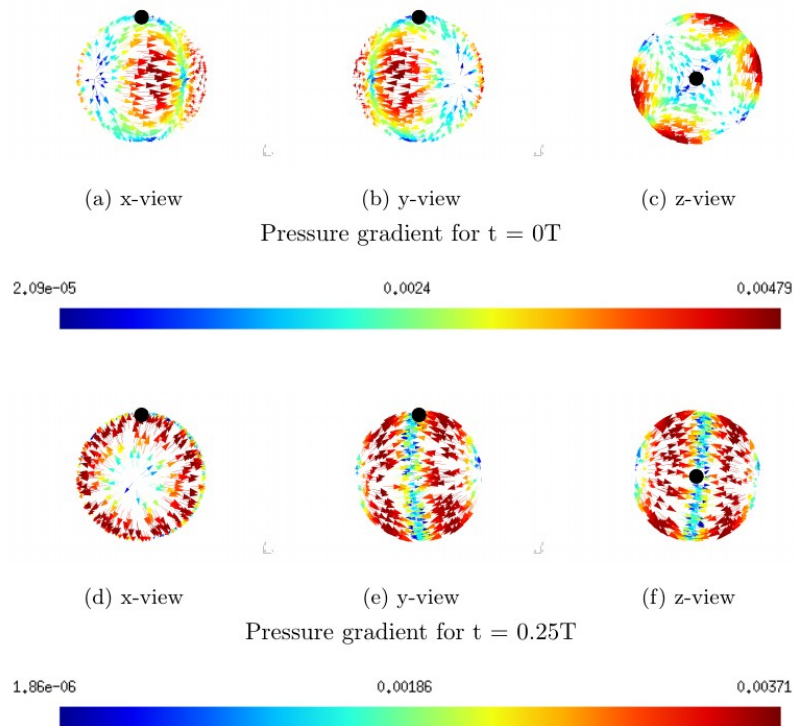 (a) x-view (b) y-view (c) z-view
Pressure gradient for t = 0T
2.09e-05 0.0024 0.00479
(d) x-view (e) y-view (f) z-view
Pressure gradient for t = 0.25T
1.86e-06 0.00186 0.00371